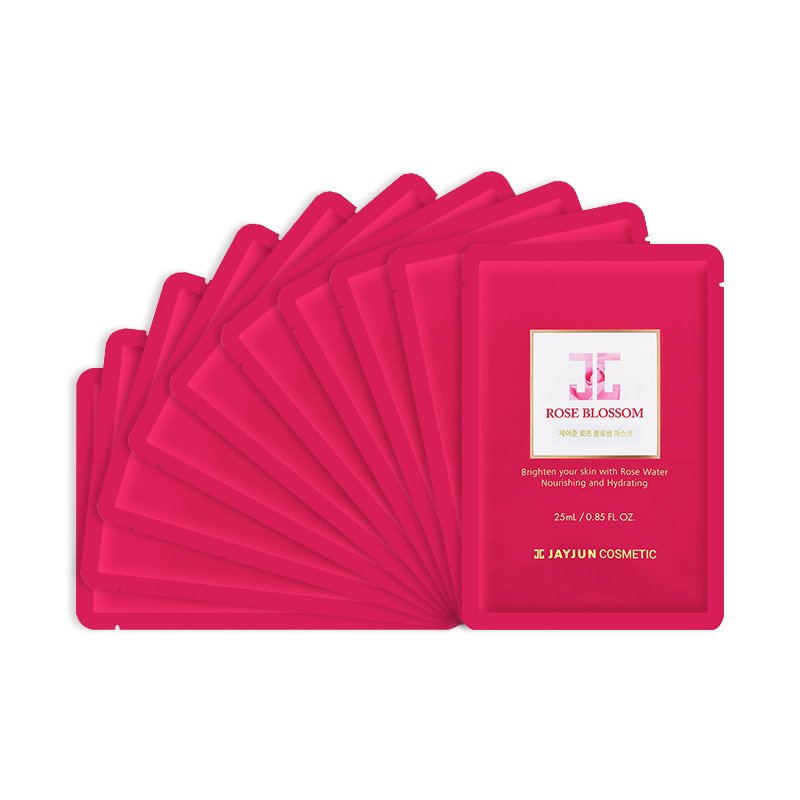 JC
ROSE BLOSSOM
제이준 로즈 블로썸 마스크
Brighten your skin with Rose Water
Nourishing and Hydrating
25mL / 0.85 FL. OZ.
JAYJUN COSMETIC